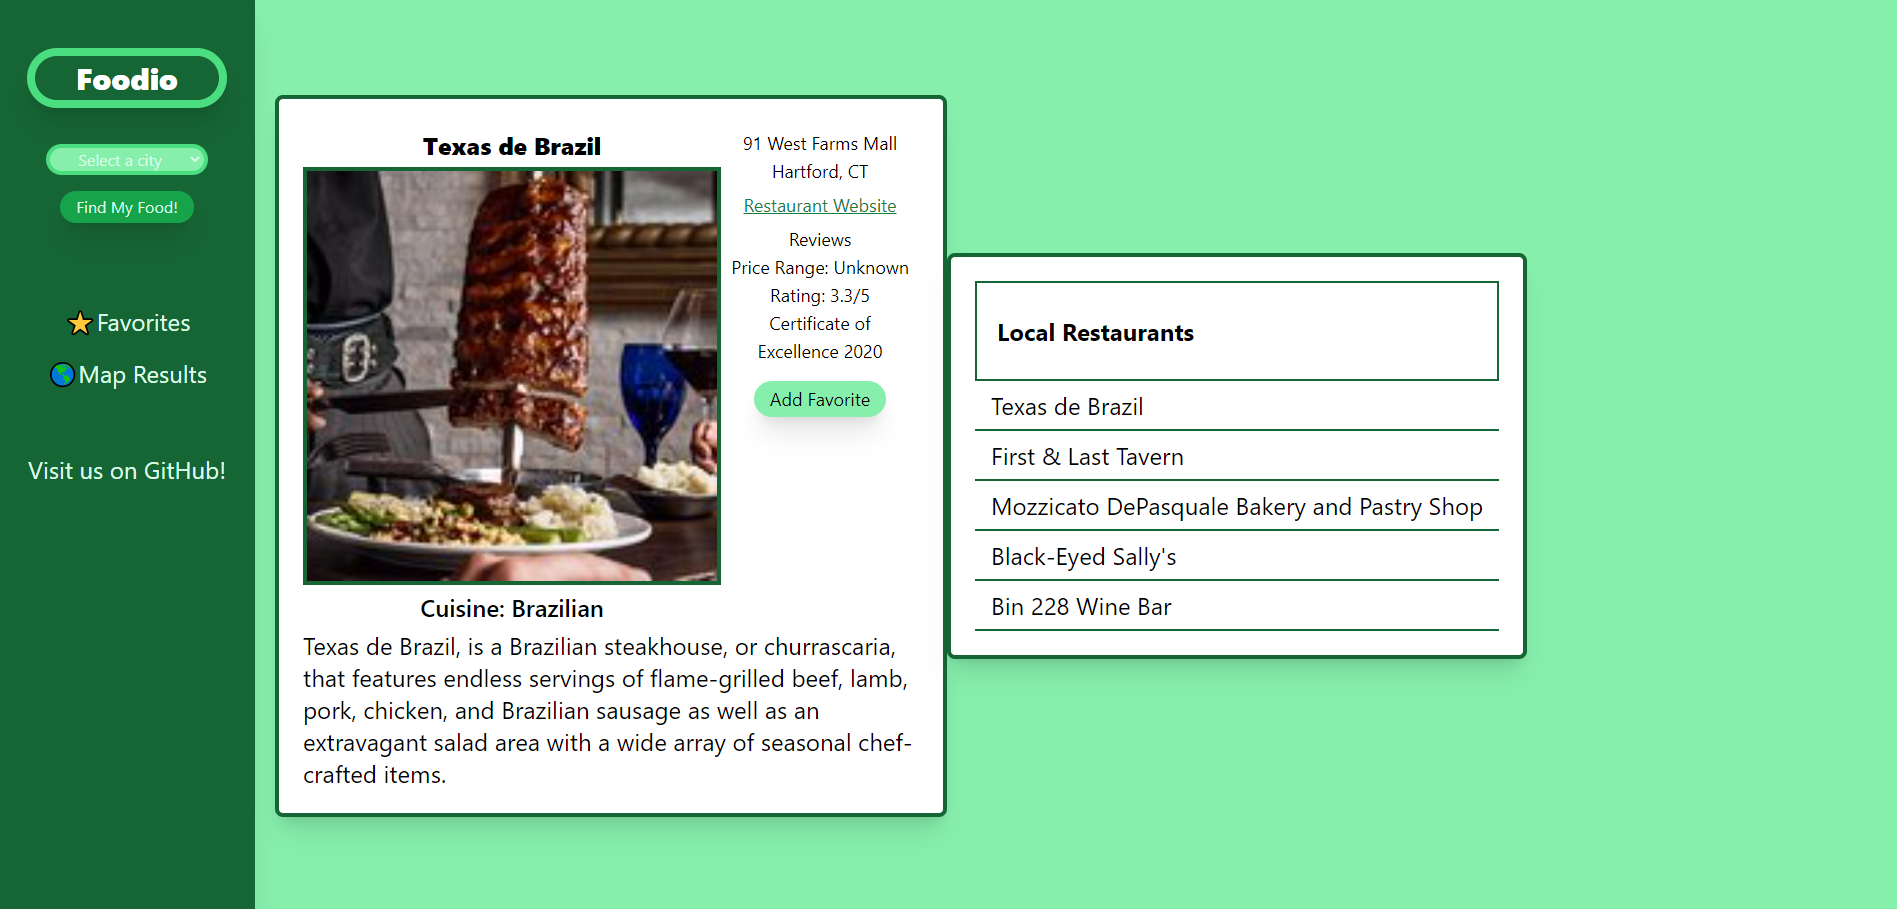 Foodio
Select a city
Find My Food!
Favorites
Map Results
Visit us on GitHub!
Texas de Brazil
91 West Farms Mall
Hartford, CT
Restaurant Website
Reviews
Price Range: Unknown
Rating: 3.3/5
Certificate of
Excellence 2020
Add Favorite
Cuisine: Brazilian
Texas de Brazil, is a Brazilian steakhouse, or churrascaria,
that features endless servings of flame-grilled beef, lamb,
pork, chicken, and Brazilian sausage as well as an
extravagant salad area with a wide array of seasonal chef-
crafted items.
Local Restaurants
Texas de Brazil
First & Last Tavern
Mozzicato DePasquale Bakery and Pastry Shop
Black-Eyed Sally's
Bin 228 Wine Bar